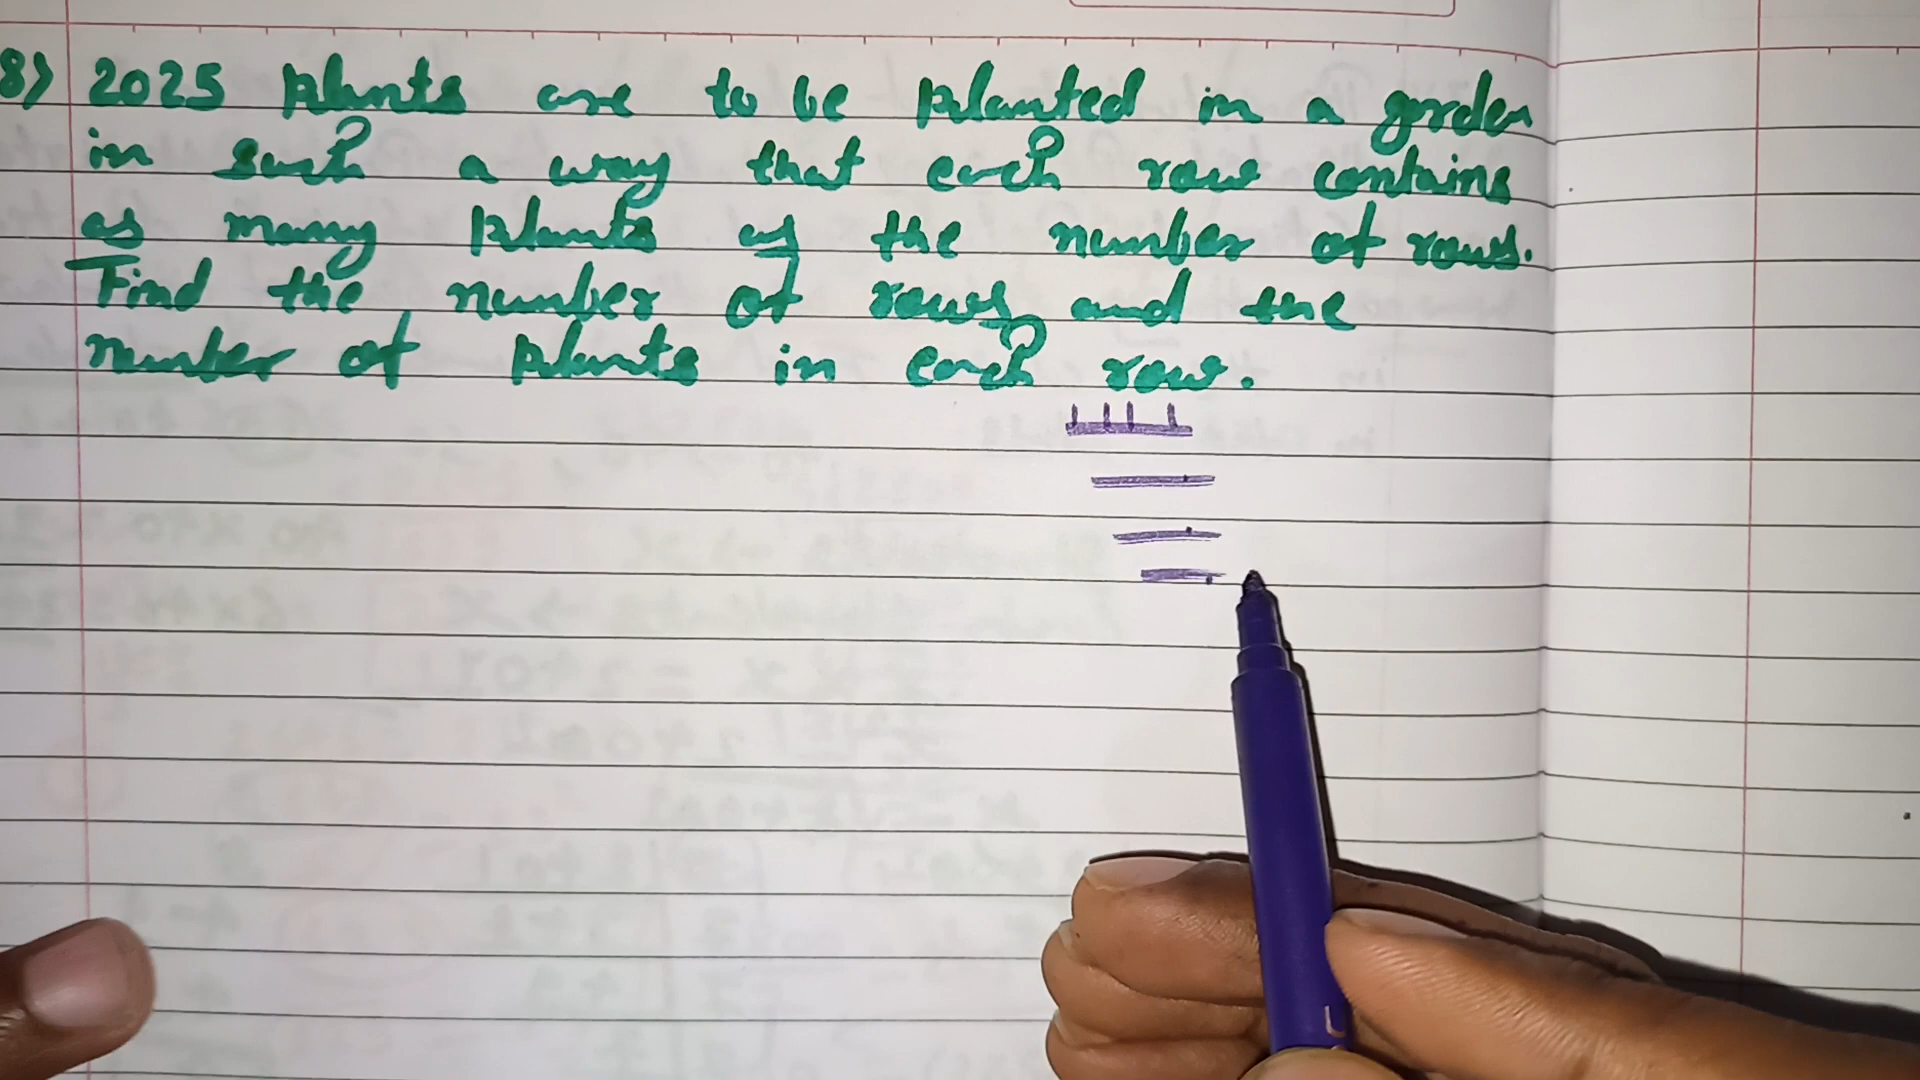 8) 2025 plants are to be planted in a garden
in such a way that each row contains
as many plants as the number of rows.
Find the number of rows and the
number of plants in each row.